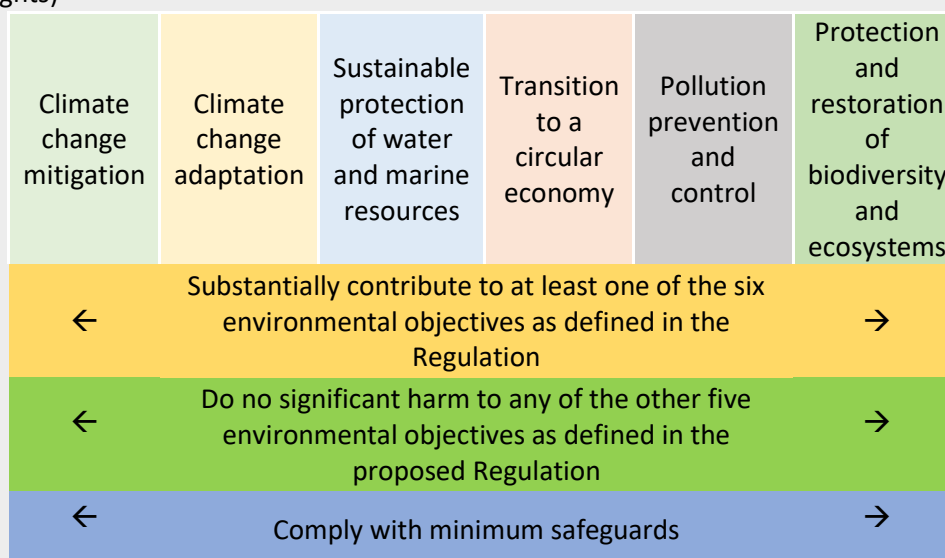 Climate
change
mitigation
Climate
change
adaptation
Sustainable
protection
of water
and marine
resources
Transition
to a
circular
economy
Pollution
prevention
and
control
Protection
and
restoration
of
biodiversity
and
ecosystems
← Substantially contribute to at least one of the six →
environmental objectives as defined in the
Regulation
← Do no significant harm to any of the other five →
environmental objectives as defined in the
proposed Regulation
← Comply with minimum safeguards →